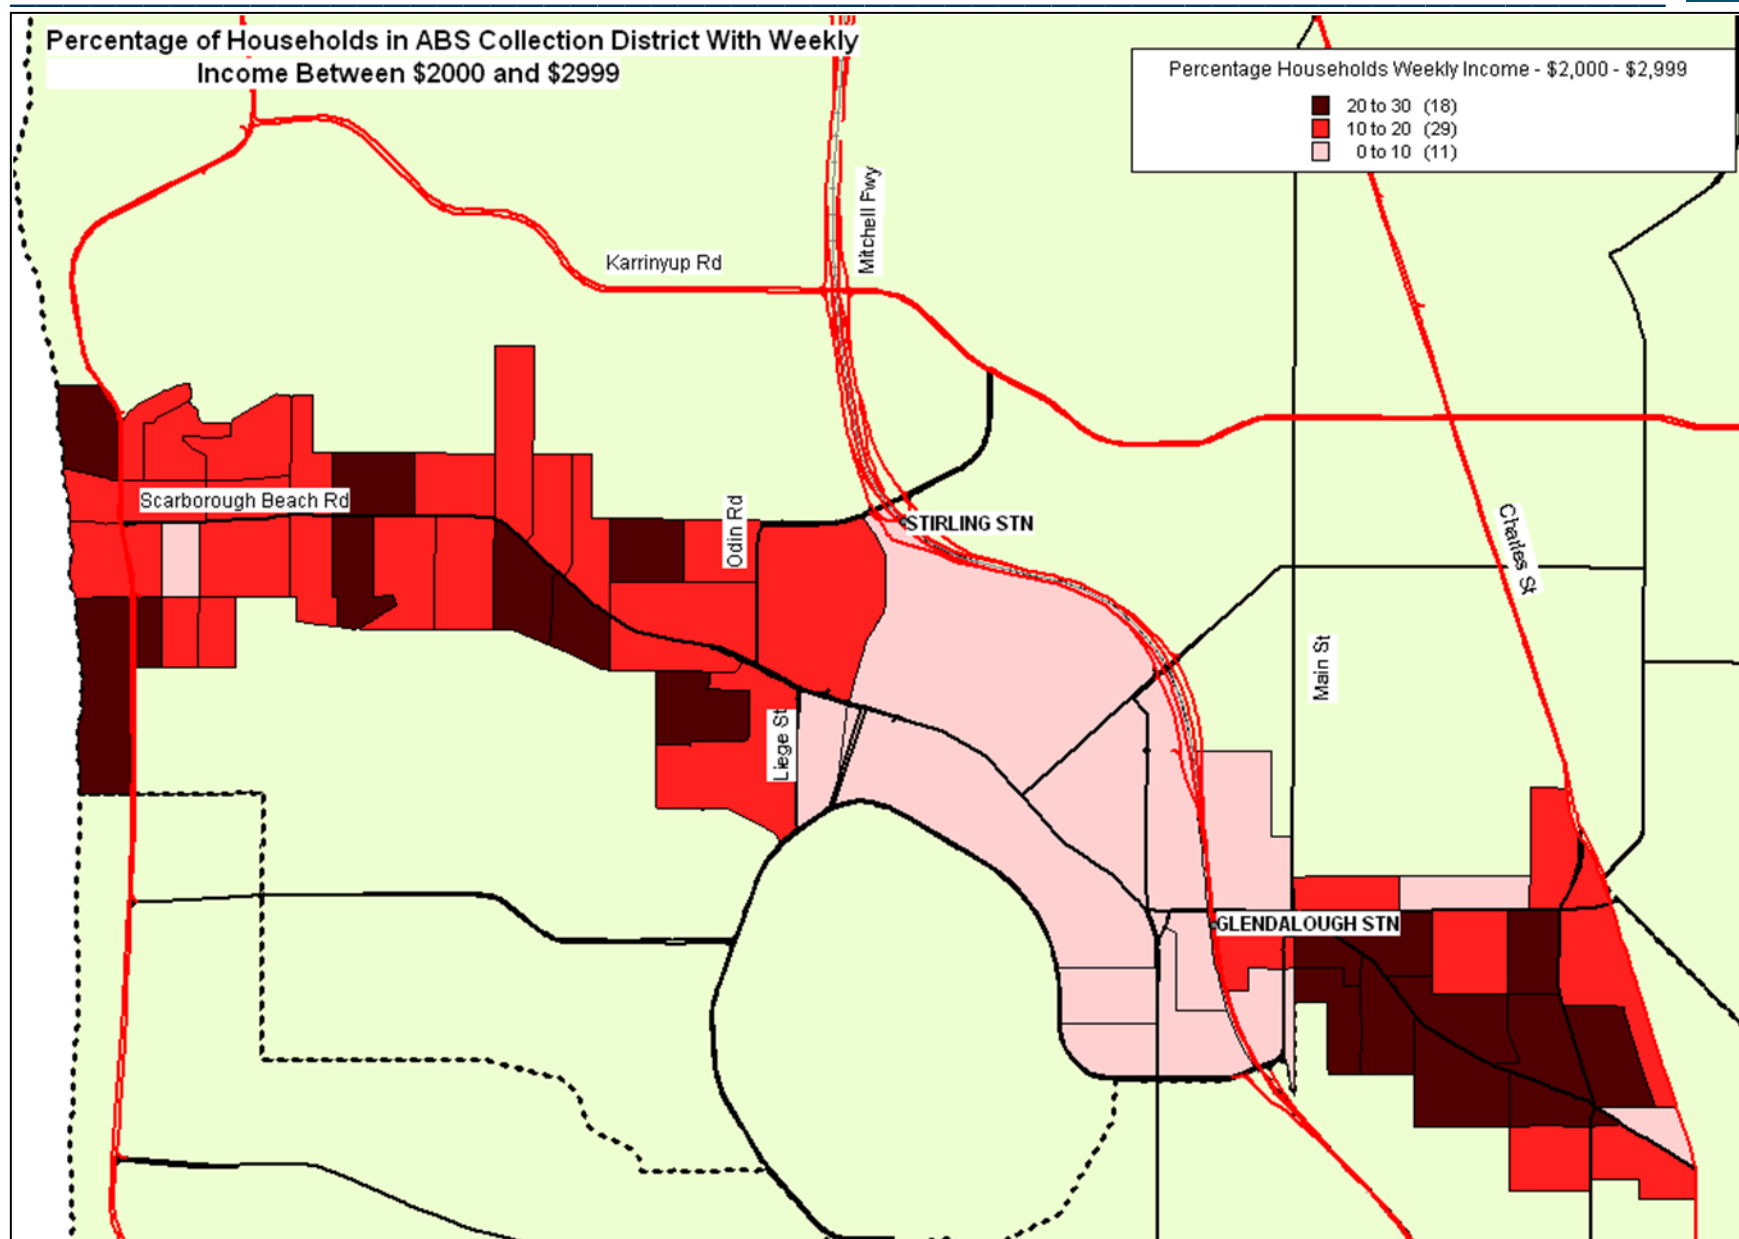 Percentage of Households in ABS Collection District With Weekly
Income Between $2000 and $2999
Percentage Households Weekly Income - $2,000 - $2,999
20 to 30 (18)
10 to 20 (29)
0 to 10 (11)
Mitchell Fwy
Karrinyup Rd
Scarborough Beach Rd
Odin Rd
STIRLING STN
Charles St
Main St
Liege St
GLENDALOUGH STN